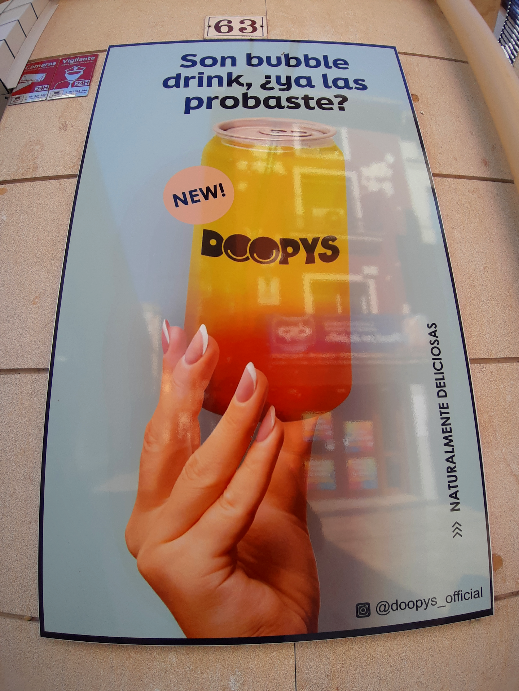 63
Son bubble
drink, ¿ya las
probaste?
NEW!
DOOPYS
>>> NATURALMENTE DELICIOSAS
@doopys_official